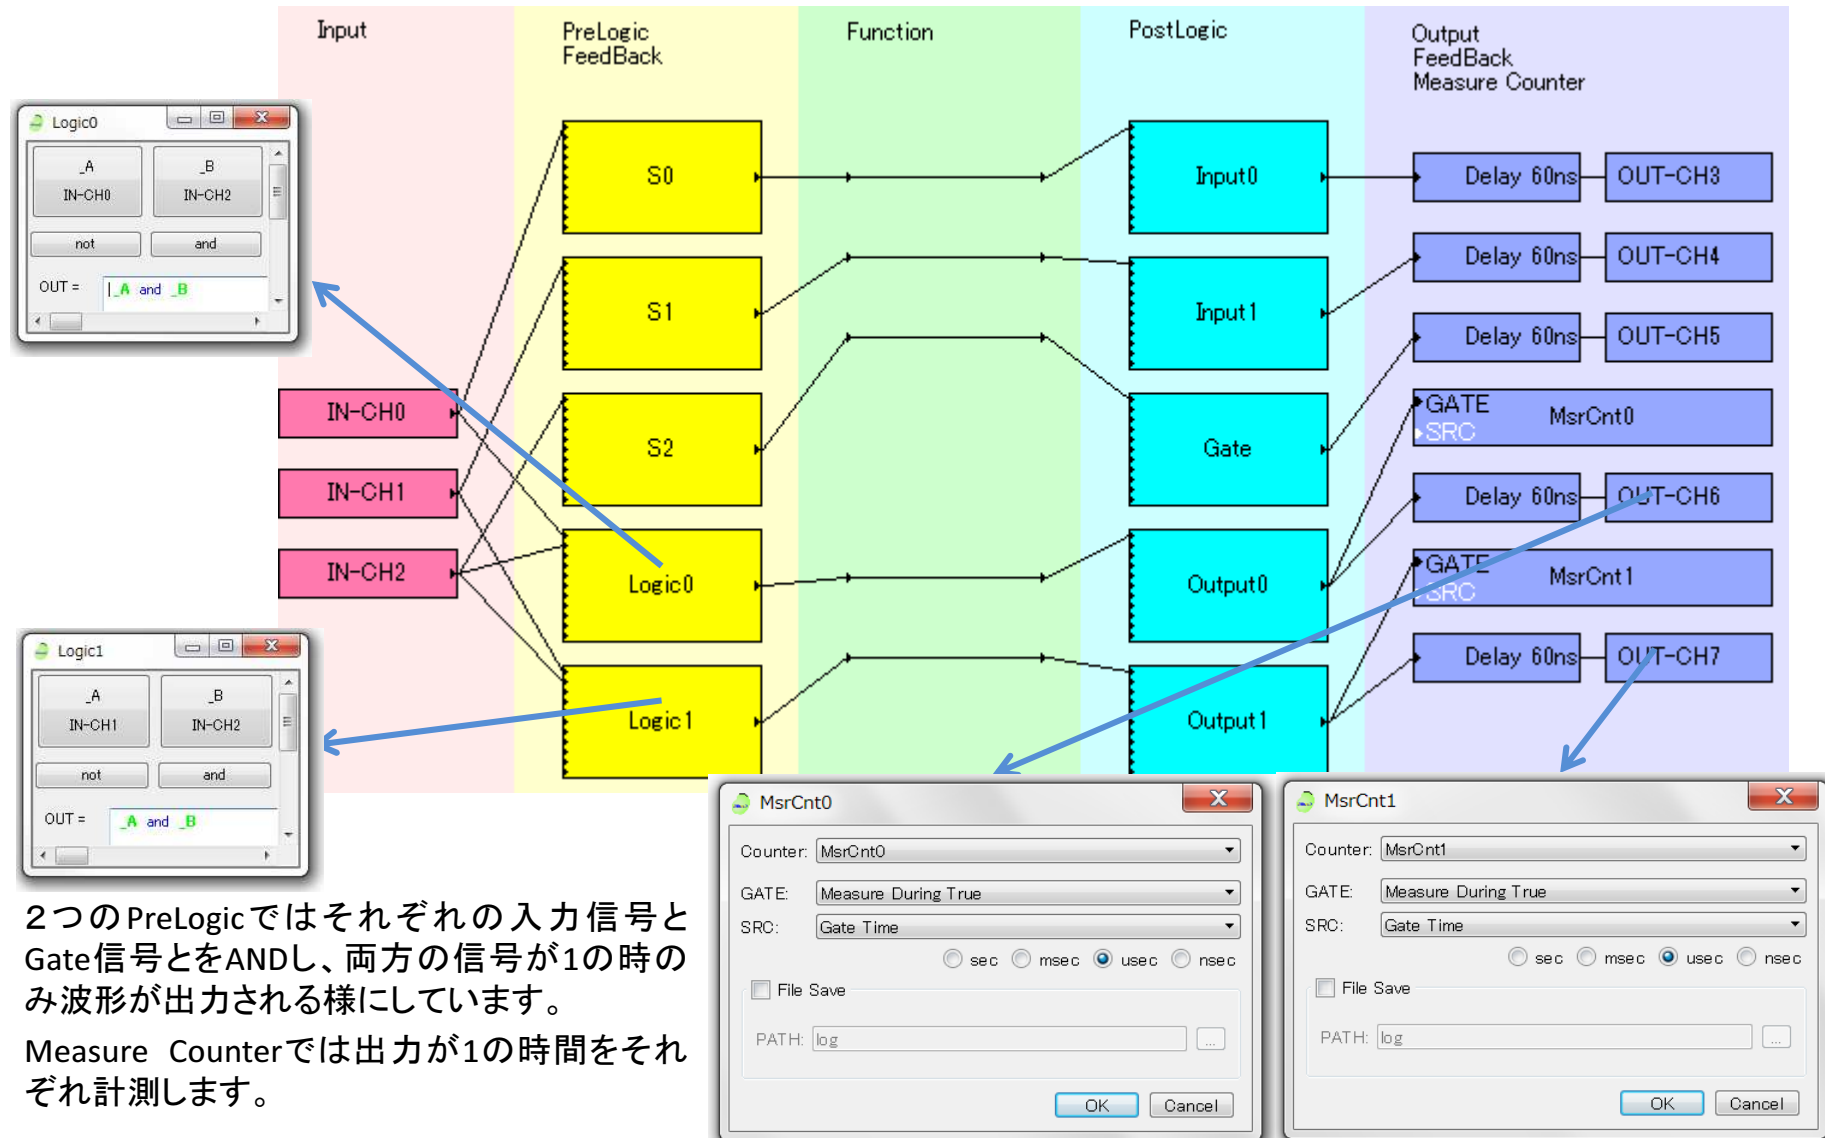 Input
PreLogic
FeedBack
Function
PostLogic
Output
FeedBack
Measure Counter
Logic0
_A
IN-CH0
_B
IN-CH2
not
and
OUT =
_A and _B
S0
Input0
Delay 60ns
OUT-CH3
S1
Input1
Delay 60ns
OUT-CH4
Delay 60ns
OUT-CH5
IN-CH0
S2
Gate
GATE
SRC
MsrCnt0
IN-CH1
Delay 60ns
OUT-CH6
IN-CH2
Logic0
Output0
GATE
SRC
MsrCnt1
Logic1
Output1
Delay 60ns
OUT-CH7
Logic1
_A
IN-CH1
_B
IN-CH2
not
and
OUT =
_A and _B
2つのPreLogicではそれぞれの入力信号と
Gate信号とをANDし、両方の信号が1の時の
み波形が出力される様にしています。
Measure Counterでは出力が1の時間をそれ
ぞれ計測します。
MsrCnt0
Counter: MsrCnt0
GATE: Measure During True
SRC: Gate Time
sec msec usec nsec
File Save
PATH: log
...
OK Cancel
MsrCnt1
Counter: MsrCnt1
GATE: Measure During True
SRC: Gate Time
sec msec usec nsec
File Save
PATH: log
...
OK Cancel